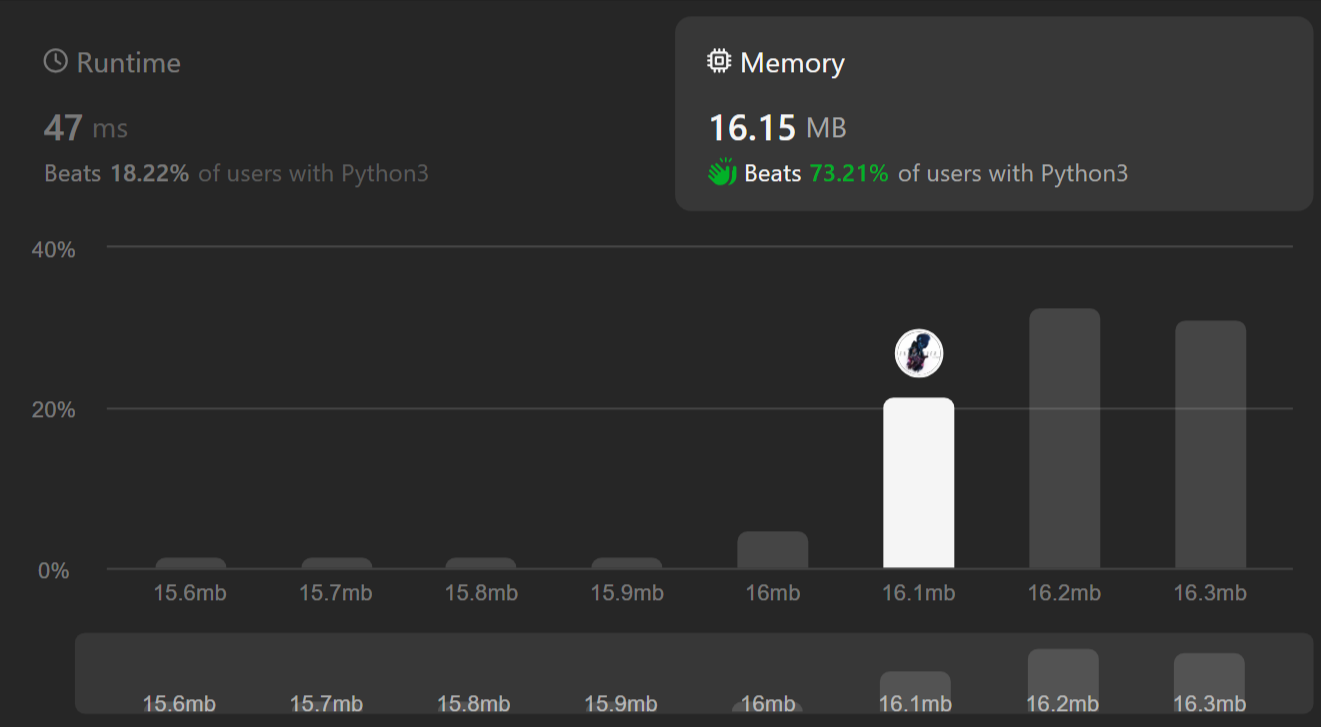 Runtime
47 ms
Beats 18.22% of users with Python3
Memory
16.15 MB
Beats 73.21% of users with Python3
40%
20%
0%
15.6mb 15.7mb 15.8mb 15.9mb 16mb 16.1mb 16.2mb 16.3mb
15.6mb 15.7mb 15.8mb 15.9mb 16mb 16.1mb 16.2mb 16.3mb